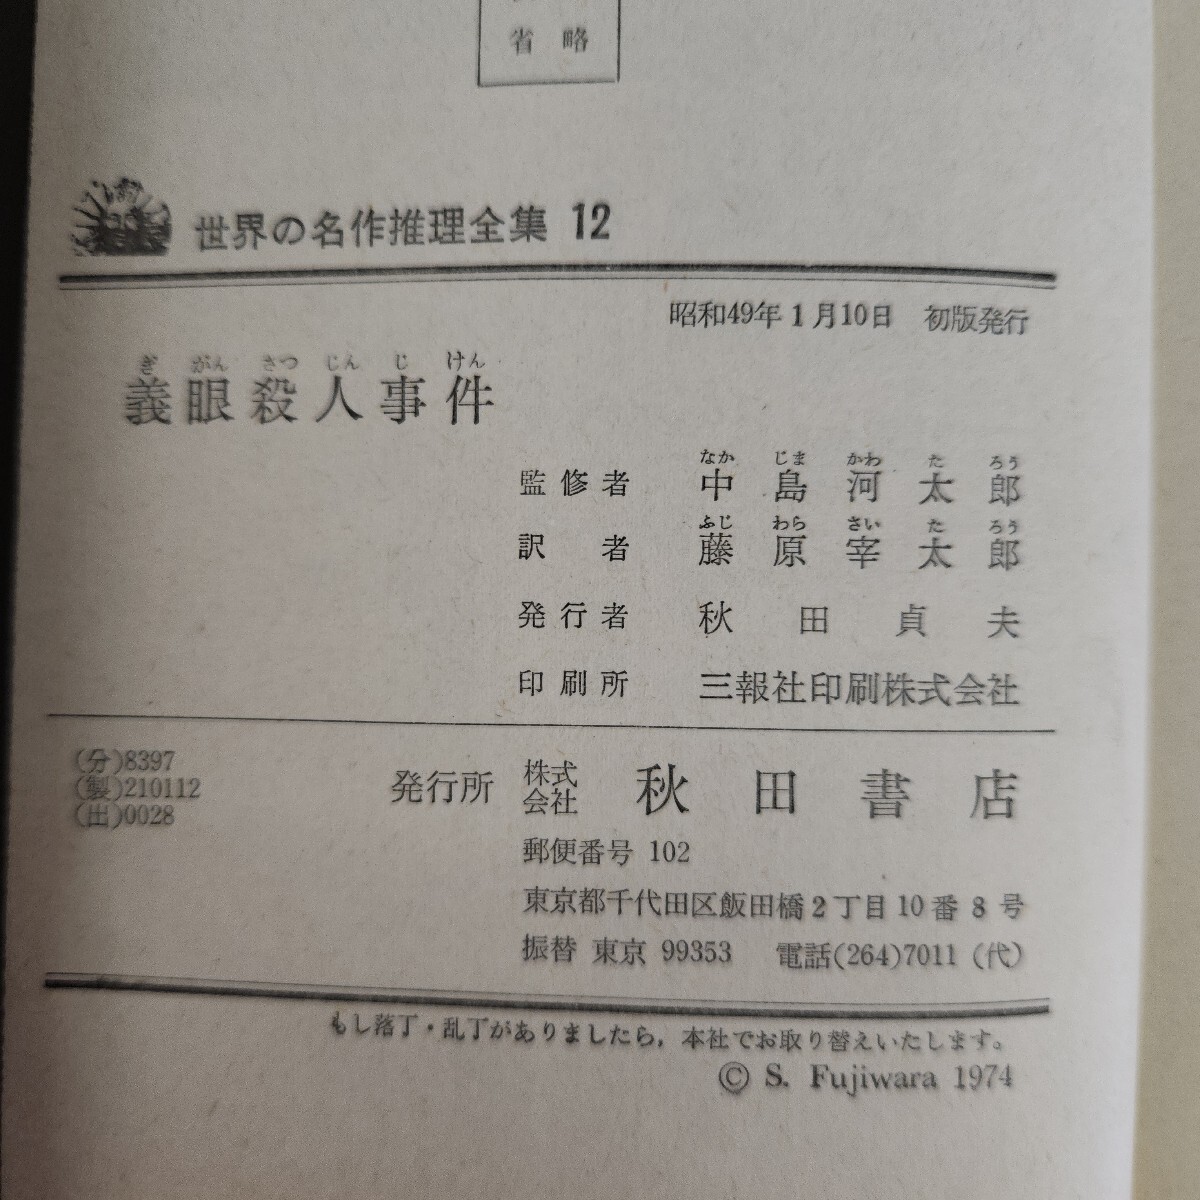 省略
世界の名作推理全集 12
昭和49年1月10日 初版発行
ぎ がん さつ じん じ けん
義眼殺人事件
なか じま かわ た ろう
監修者 中島河太郎
ふじ わら さい た ろう
訳者 藤原宰太郎
発行者 秋田貞夫
印刷所 三報社印刷株式会社
(分)8397
(製)210112
(出)0028
発行所 株式会社 秋田書店
郵便番号 102
東京都千代田区飯田橋2丁目10番8号
振替 東京 99353 電話(264)7011(代)
もし落丁・乱丁がありましたら,本社でお取り替えいたします。
© S. Fujiwara 1974